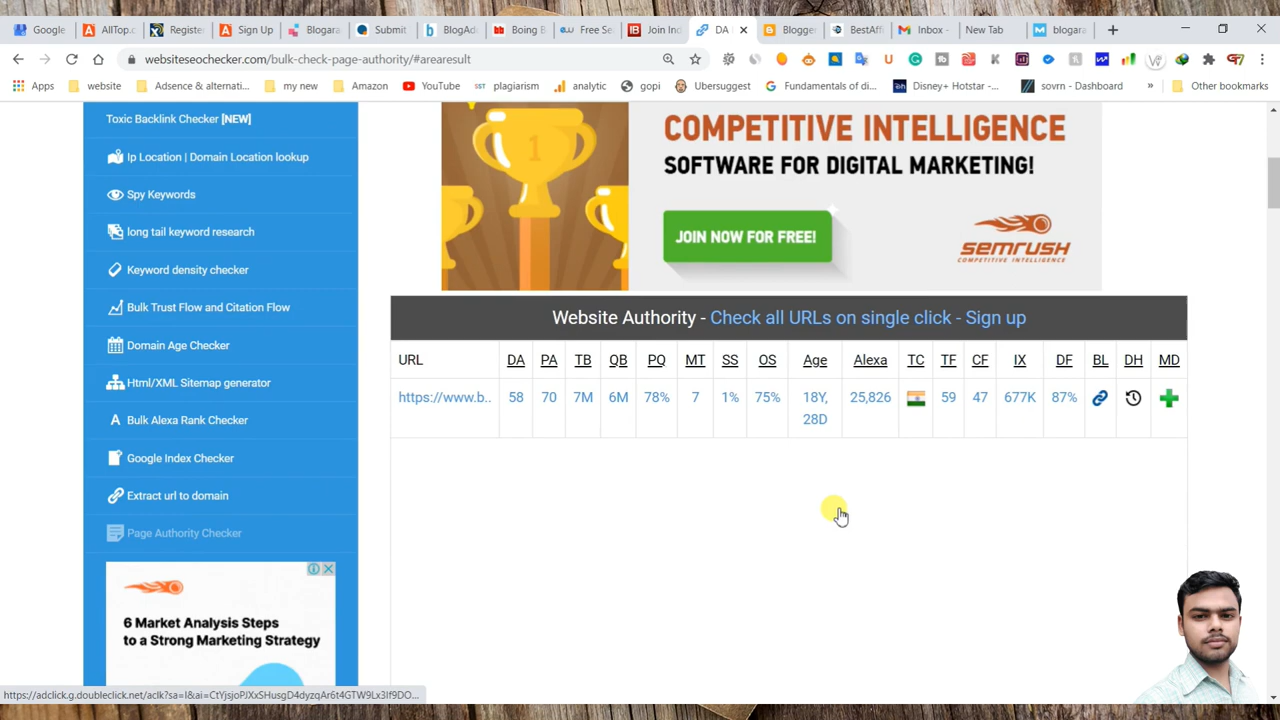 Google
AllTop.c
Registe
Sign Up
Blogara
Submit
BlogAd
Boing B
Free Se
Join Ind
DA
Blogge
BestAff
Inbox -
New Tab
blogara
websiteseochecker.com/bulk-check-page-authority/#arearesult
Apps
website
Adsence & alternati...
my new
Amazon
YouTube
SST
plagiarism
analytic
gopi
Ubersuggest
Fundamentals of di...
Disney+ Hotstar -...
sovrn - Dashboard
»
Other bookmarks
Toxic Backlink Checker [NEW]
Ip Location | Domain Location lookup
Spy Keywords
long tail keyword research
Keyword density checker
Bulk Trust Flow and Citation Flow
Domain Age Checker
Html/XML Sitemap generator
Bulk Alexa Rank Checker
Google Index Checker
Extract url to domain
Page Authority Checker
6 Market Analysis Steps
to a Strong Marketing Strategy
COMPETITIVE INTELLIGENCE
SOFTWARE FOR DIGITAL MARKETING!
1
JOIN NOW FOR FREE!
semrush
COMPETITIVE INTELLIGENCE
Website Authority - Check all URLs on single click - Sign up
URL DA PA TB QB PQ MT SS OS Age Alexa TC TF CF IX DF BL DH MD
https://www.b.. 58 70 7M 6M 78% 7 1% 75% 18Y, 25,826 59 47 677K 87%
28D